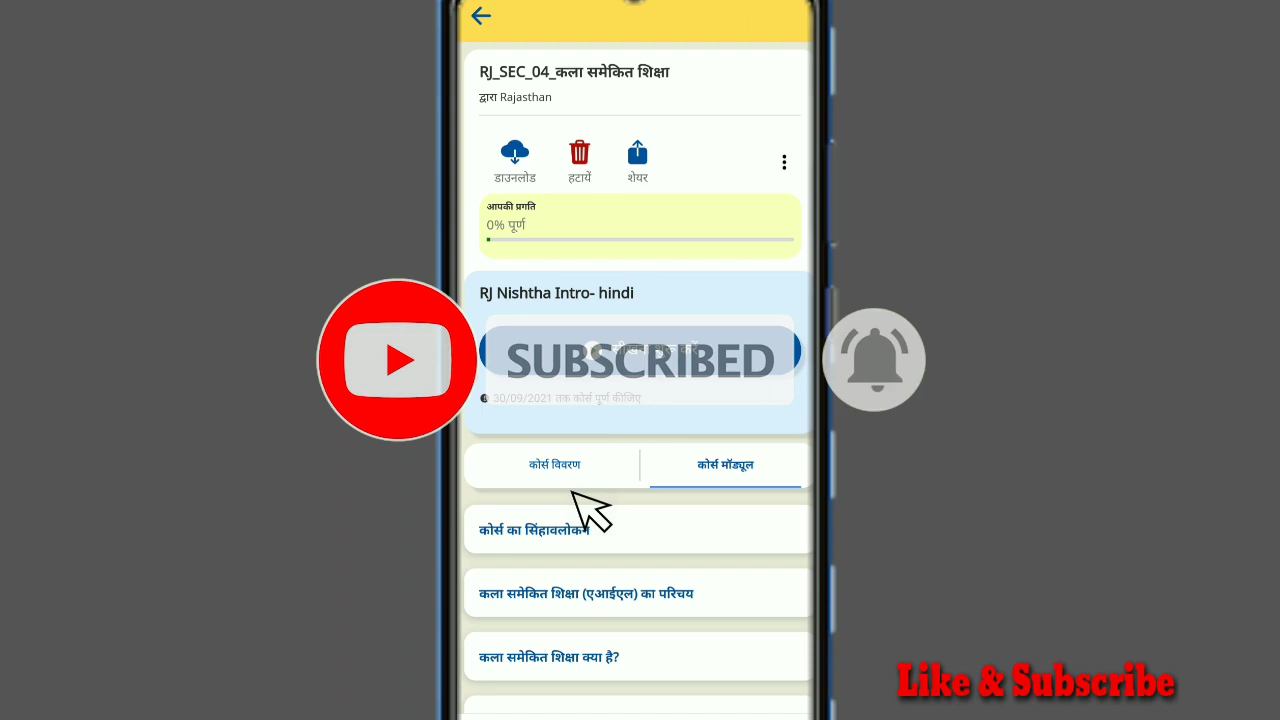 RJ_SEC_04_कला समेकित शिक्षा
द्वारा Rajasthan
डाउनलोड हटायें शेयर
आपकी प्रगति
0% पूर्ण
RJ Nishtha Intro- hindi
SUBSCRIBED
30/09/2021 तक कोर्स पूर्ण कीजिए
कोर्स विवरण कोर्स मॉड्यूल
कोर्स का सिंहावलोकन
कला समेकित शिक्षा (एआईएल) का परिचय
कला समेकित शिक्षा क्या है?
Like & Subscribe